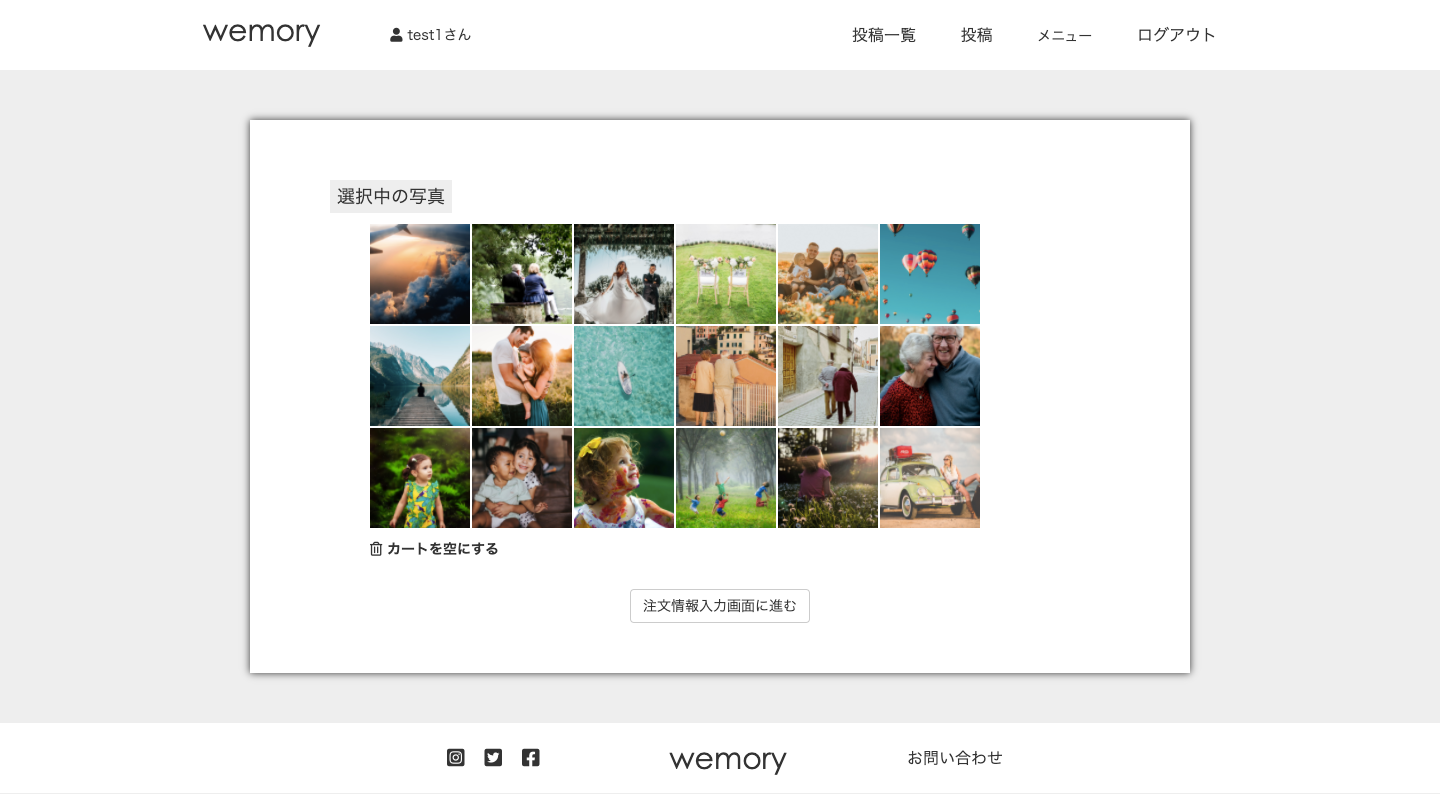 wemory
test1さん
投稿一覧
投稿
メニュー
ログアウト
選択中の写真
カートを空にする
注文情報入力画面に進む
wemory
お問い合わせ